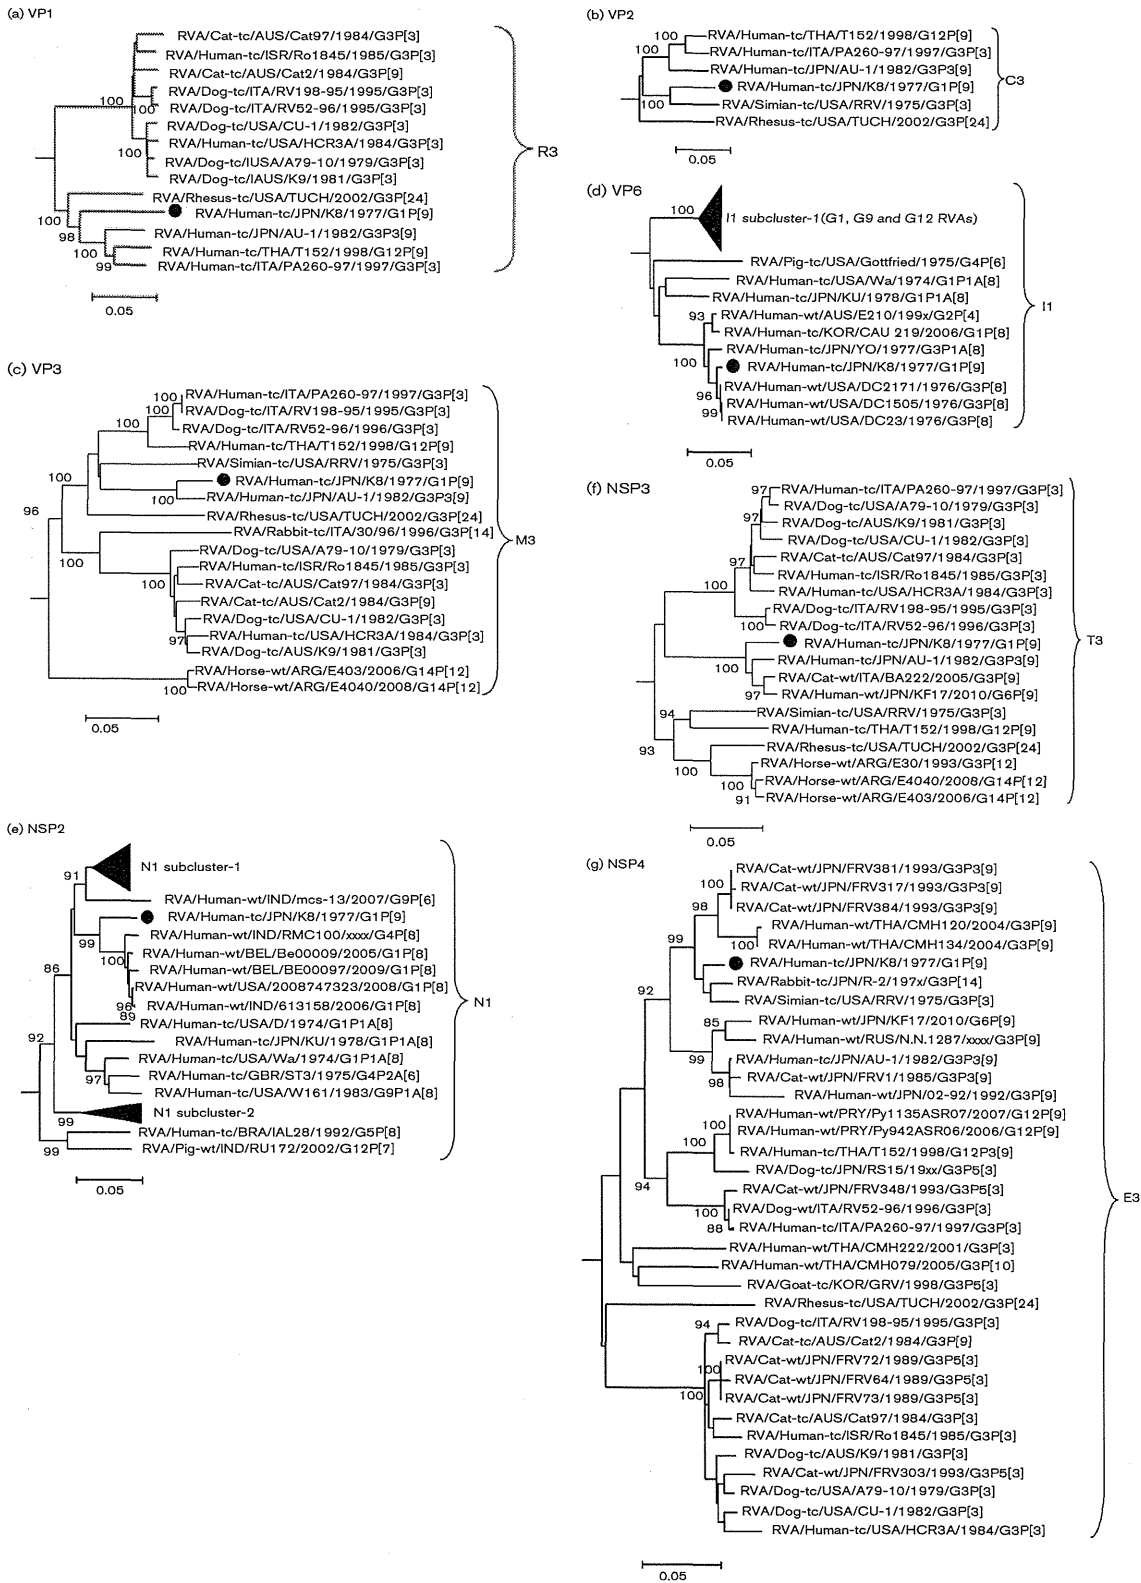 (a) VP1
RVA/Cat-tc/AUS/Cat97/1984/G3P[3]
RVA/Human-tc/ISR/Ro1845/1985/G3P[3]
RVA/Cat-tc/AUS/Cat2/1984/G3P[9]
RVA/Dog-tc/ITA/RV198-95/1995/G3P[3]
100
100
RVA/Dog-tc/ITA/RV52-96/1995/G3P[3]
RVA/Dog-tc/USA/CU-1/1982/G3P[3]
RVA/Human-tc/USA/HCR3A/1984/G3P[3]
100
R3
RVA/Dog-tc/IUSA/A79-10/1979/G3P[3]
RVA/Dog-tc/IAUS/K9/1981/G3P[3]
RVA/Rhesus-tc/USA/TUCH/2002/G3P[24]
100
RVA/Human-tc/JPN/K8/1977/G1P[9]
98
RVA/Human-tc/JPN/AU-1/1982/G3P3[9]
100
RVA/Human-tc/THA/T152/1998/G12P[9]
99
RVA/Human-tc/ITA/PA260-97/1997/G3P[3]
0.05
(b) VP2
100
RVA/Human-tc/THA/T152/1998/G12P[9]
100
RVA/Human-tc/ITA/PA260-97/1997/G3P[3]
RVA/Human-tc/JPN/AU-1/1982/G3P3[9]
C3
RVA/Human-tc/JPN/K8/1977/G1P[9]
100
RVA/Simian-tc/USA/RRV/1975/G3P[3]
RVA/Rhesus-tc/USA/TUCH/2002/G3P[24]
0.05
(c) VP3
100
RVA/Human-tc/ITA/PA260-97/1997/G3P[3]
100
RVA/Dog-tc/ITA/RV198-95/1995/G3P[3]
100
RVA/Dog-tc/ITA/RV52-96/1996/G3P[3]
RVA/Human-tc/THA/T152/1998/G12P[9]
RVA/Simian-tc/USA/RRV/1975/G3P[3]
100
RVA/Human-tc/JPN/K8/1977/G1P[9]
100
RVA/Human-tc/JPN/AU-1/1982/G3P3[9]
96
RVA/Rhesus-tc/USA/TUCH/2002/G3P[24]
RVA/Rabbit-tc/ITA/30/96/1996/G3P[14]
M3
100
RVA/Dog-tc/USA/A79-10/1979/G3P[3]
RVA/Human-tc/ISR/Ro1845/1985/G3P[3]
100
RVA/Cat-tc/AUS/Cat97/1984/G3P[3]
RVA/Cat-tc/AUS/Cat2/1984/G3P[9]
RVA/Dog-tc/USA/CU-1/1982/G3P[3]
97
RVA/Human-tc/USA/HCR3A/1984/G3P[3]
RVA/Dog-tc/AUS/K9/1981/G3P[3]
RVA/Horse-wt/ARG/E403/2006/G14P[12]
100
RVA/Horse-wt/ARG/E4040/2008/G14P[12]
0.05
(d) VP6
100
I1 subcluster-1(G1, G9 and G12 RVAs)
RVA/Pig-tc/USA/Gottfried/1975/G4P[6]
RVA/Human-tc/USA/Wa/1974/G1P1A[8]
RVA/Human-tc/JPN/KU/1978/G1P1A[8]
I1
93
RVA/Human-wt/AUS/E210/199x/G2P[4]
RVA/Human-tc/KOR/CAU 219/2006/G1P[8]
RVA/Human-tc/JPN/YO/1977/G3P1A[8]
100
RVA/Human-tc/JPN/K8/1977/G1P[9]
RVA/Human-wt/USA/DC2171/1976/G3P[8]
96
RVA/Human-wt/USA/DC1505/1976/G3P[8]
99
RVA/Human-wt/USA/DC23/1976/G3P[8]
0.05
(e) NSP2
N1 subcluster-1
91
RVA/Human-wt/IND/mcs-13/2007/G9P[6]
RVA/Human-tc/JPN/K8/1977/G1P[9]
99
RVA/Human-wt/IND/RMC100/xxxx/G4P[8]
RVA/Human-wt/BEL/Be00009/2005/G1P[8]
100
86
RVA/Human-wt/BEL/BE00097/2009/G1P[8]
RVA/Human-wt/USA/2008747323/2008/G1P[8]
N1
96
RVA/Human-wt/IND/613158/2006/G1P[8]
89
RVA/Human-tc/USA/D/1974/G1P1A[8]
92
RVA/Human-tc/JPN/KU/1978/G1P1A[8]
RVA/Human-tc/USA/Wa/1974/G1P1A[8]
97
RVA/Human-tc/GBR/ST3/1975/G4P2A[6]
RVA/Human-tc/USA/W161/1983/G9P1A[8]
N1 subcluster-2
99
RVA/Human-tc/BRA/IAL28/1992/G5P[8]
99
RVA/Pig-wt/IND/RU172/2002/G12P[7]
0.05
(f) NSP3
97
RVA/Human-tc/ITA/PA260-97/1997/G3P[3]
RVA/Dog-tc/USA/A79-10/1979/G3P[3]
97
RVA/Dog-tc/AUS/K9/1981/G3P[3]
RVA/Dog-tc/USA/CU-1/1982/G3P[3]
97
RVA/Cat-tc/AUS/Cat97/1984/G3P[3]
RVA/Human-tc/ISR/Ro1845/1985/G3P[3]
100
RVA/Human-tc/USA/HCR3A/1984/G3P[3]
RVA/Dog-tc/ITA/RV198-95/1995/G3P[3]
100
RVA/Dog-tc/ITA/RV52-96/1996/G3P[3]
RVA/Human-tc/JPN/K8/1977/G1P[9]
T3
100
RVA/Human-tc/JPN/AU-1/1982/G3P3[9]
RVA/Cat-wt/ITA/BA222/2005/G3P[9]
97
RVA/Human-wt/JPN/KF17/2010/G6P[9]
94
RVA/Simian-tc/USA/RRV/1975/G3P[3]
RVA/Human-tc/THA/T152/1998/G12P[9]
93
RVA/Rhesus-tc/USA/TUCH/2002/G3P[24]
100
RVA/Horse-wt/ARG/E30/1993/G3P[12]
100
RVA/Horse-wt/ARG/E4040/2008/G14P[12]
91
RVA/Horse-wt/ARG/E403/2006/G14P[12]
0.05
(g) NSP4
RVA/Cat-wt/JPN/FRV381/1993/G3P3[9]
100
RVA/Cat-wt/JPN/FRV317/1993/G3P3[9]
98
RVA/Cat-wt/JPN/FRV384/1993/G3P3[9]
RVA/Human-wt/THA/CMH120/2004/G3P[9]
99
100
RVA/Human-wt/THA/CMH134/2004/G3P[9]
RVA/Human-tc/JPN/K8/1977/G1P[9]
RVA/Rabbit-tc/JPN/R-2/197x/G3P[14]
92
RVA/Simian-tc/USA/RRV/1975/G3P[3]
85
RVA/Human-wt/JPN/KF17/2010/G6P[9]
RVA/Human-wt/RUS/N.N.1287/xxxx/G3P[9]
99
RVA/Human-tc/JPN/AU-1/1982/G3P3[9]
98
RVA/Cat-wt/JPN/FRV1/1985/G3P3[9]
RVA/Human-wt/JPN/02-92/1992/G3P[9]
RVA/Human-wt/PRY/Py1135ASR07/2007/G12P[9]
100
RVA/Human-wt/PRY/Py942ASR06/2006/G12P[9]
100
RVA/Human-tc/THA/T152/1998/G12P3[9]
RVA/Dog-tc/JPN/RS15/19xx/G3P5[3]
94
RVA/Cat-wt/JPN/FRV348/1993/G3P5[3]
E3
100
RVA/Dog-wt/ITA/RV52-96/1996/G3P[3]
88
RVA/Human-tc/ITA/PA260-97/1997/G3P[3]
RVA/Human-wt/THA/CMH222/2001/G3P[3]
RVA/Human-wt/THA/CMH079/2005/G3P[10]
RVA/Goat-tc/KOR/GRV/1998/G3P5[3]
RVA/Rhesus-tc/USA/TUCH/2002/G3P[24]
94
RVA/Dog-tc/ITA/RV198-95/1995/G3P[3]
RVA/Cat-tc/AUS/Cat2/1984/G3P[9]
RVA/Cat-wt/JPN/FRV72/1989/G3P5[3]
100
RVA/Cat-wt/JPN/FRV64/1989/G3P5[3]
100
RVA/Cat-wt/JPN/FRV73/1989/G3P5[3]
RVA/Cat-tc/AUS/Cat97/1984/G3P[3]
RVA/Human-tc/ISR/Ro1845/1985/G3P[3]
RVA/Dog-tc/AUS/K9/1981/G3P[3]
RVA/Cat-wt/JPN/FRV303/1993/G3P5[3]
RVA/Dog-tc/USA/A79-10/1979/G3P[3]
RVA/Dog-tc/USA/CU-1/1982/G3P[3]
RVA/Human-tc/USA/HCR3A/1984/G3P[3]
0.05